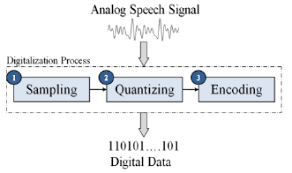 Analog Speech Signal
Digitalization Process
1 Sampling 2 Quantizing 3 Encoding
110101....101
Digital Data